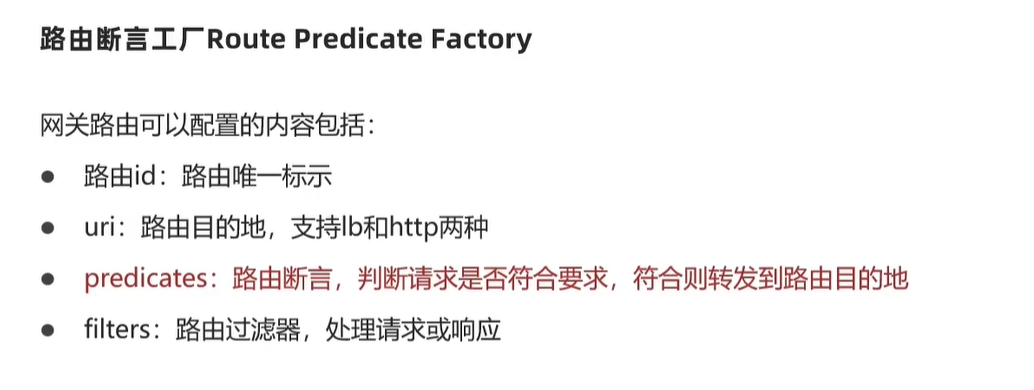 路由断言工厂Route Predicate Factory
网关路由可以配置的内容包括：
● 路由id：路由唯一标示
● uri：路由目的地，支持lb和http两种
● predicates：路由断言，判断请求是否符合要求，符合则转发到路由目的地
● filters：路由过滤器，处理请求或响应